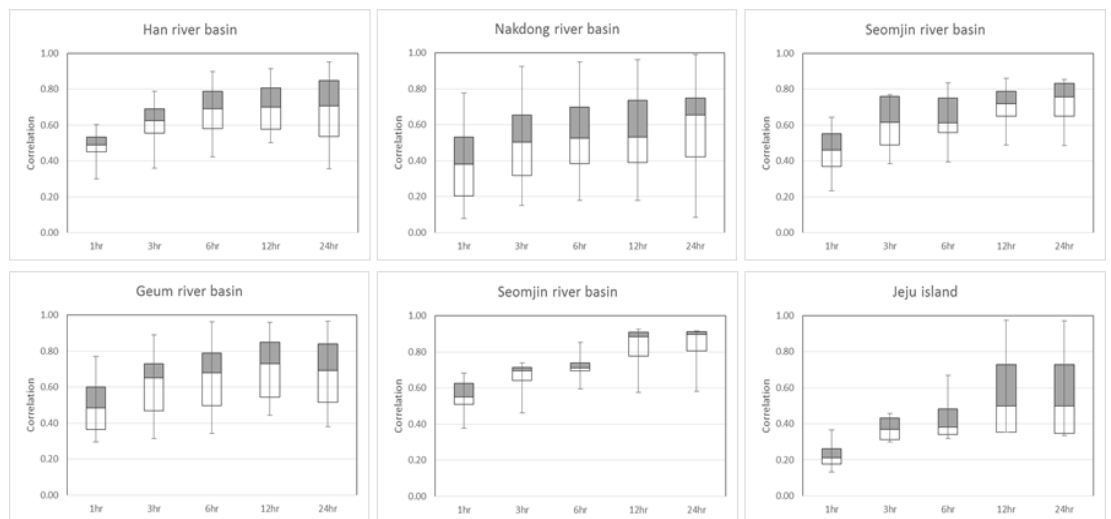 Han river basin
1.00
0.80
0.60
0.40
0.20
0.00
Correlation
1hr 3hr 6hr 12hr 24hr
Nakdong river basin
1.00
0.80
0.60
0.40
0.20
0.00
Correlation
1hr 3hr 6hr 12hr 24hr
Seomjin river basin
1.00
0.80
0.60
0.40
0.20
0.00
Correlation
1hr 3hr 6hr 12hr 24hr
Geum river basin
1.00
0.80
0.60
0.40
0.20
0.00
Correlation
1hr 3hr 6hr 12hr 24hr
Seomjin river basin
1.00
0.80
0.60
0.40
0.20
0.00
Correlation
1hr 3hr 6hr 12hr 24hr
Jeju island
1.00
0.80
0.60
0.40
0.20
0.00
Correlation
1hr 3hr 6hr 12hr 24hr